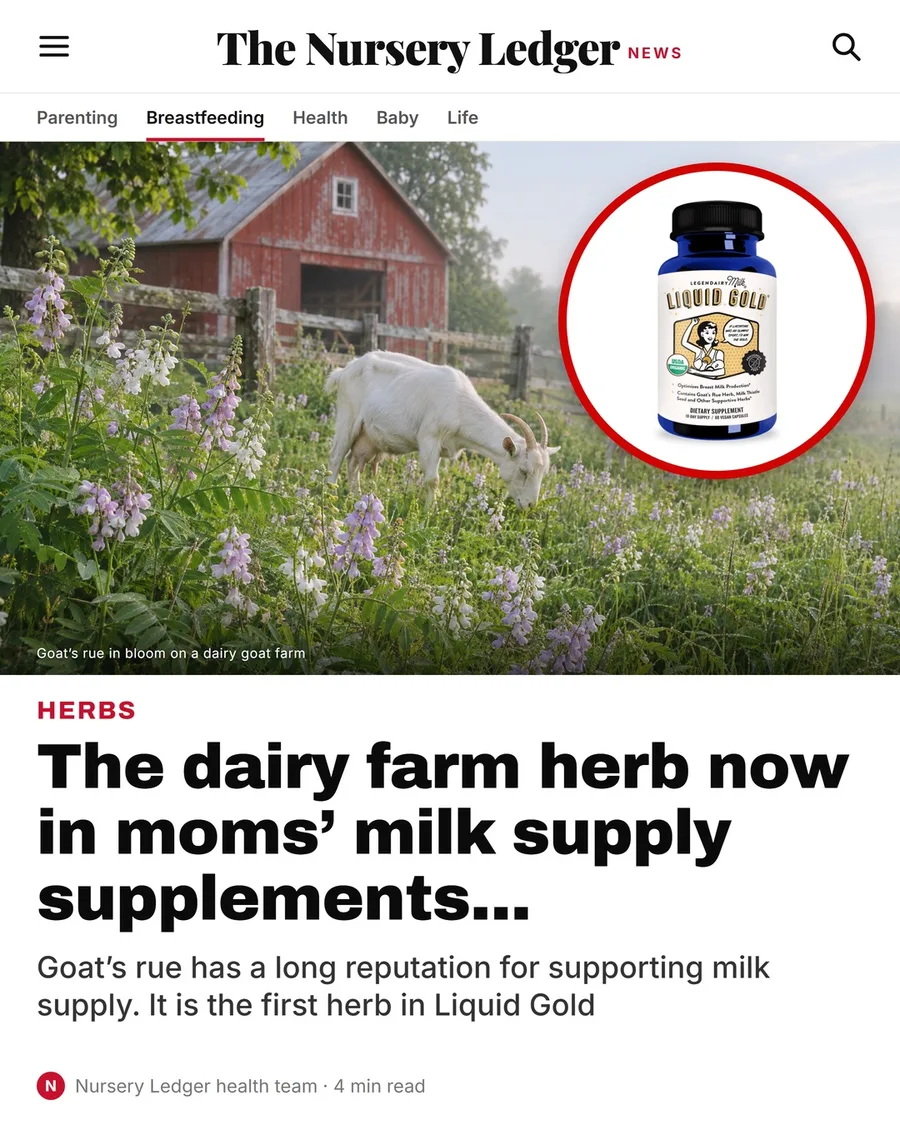 The Nursery Ledger NEWS
Parenting Breastfeeding Health Baby Life
LEGENDAIRY Milk
LIQUID GOLD
USDA
ORGANIC
Optimizes Breast Milk Production*
Contains Goat's Rue Herb, Milk Thistle
Seed and Other Supportive Herbs*
DIETARY SUPPLEMENT
Goat’s rue in bloom on a dairy goat farm
HERBS
The dairy farm herb now
in moms’ milk supply
supplements...
Goat’s rue has a long reputation for supporting milk
supply. It is the first herb in Liquid Gold
N Nursery Ledger health team · 4 min read